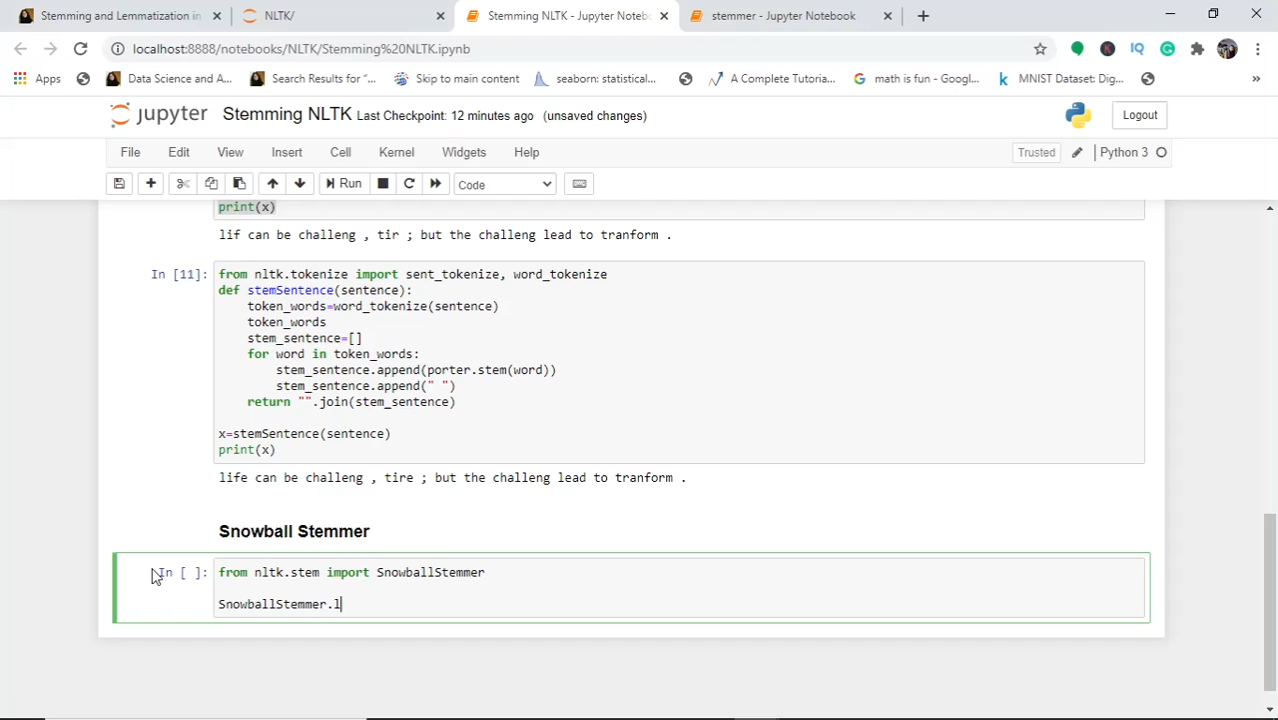 Stemming and Lemmatization in
NLTK/
Stemming NLTK - Jupyter Noteb
stemmer - Jupyter Notebook
localhost:8888/notebooks/NLTK/Stemming%20NLTK.ipynb
Apps
Data Science and A...
Search Results for "...
Skip to main content
seaborn: statistical...
A Complete Tutoria...
math is fun - Googl...
MNIST Dataset: Dig...
»
jupyter Stemming NLTK Last Checkpoint: 12 minutes ago (unsaved changes)
Logout
File Edit View Insert Cell Kernel Widgets Help
Trusted
Python 3
Run
Code
print(x)
lif can be challeng , tir ; but the challeng lead to tranform .
In [11]: from nltk.tokenize import sent_tokenize, word_tokenize
def stemSentence(sentence):
token_words=word_tokenize(sentence)
token_words
stem_sentence=[]
for word in token_words:
stem_sentence.append(porter.stem(word))
stem_sentence.append(" ")
return "".join(stem_sentence)
x=stemSentence(sentence)
print(x)
life can be challeng , tire ; but the challeng lead to tranform .
Snowball Stemmer
In [ ]: from nltk.stem import SnowballStemmer
SnowballStemmer.l